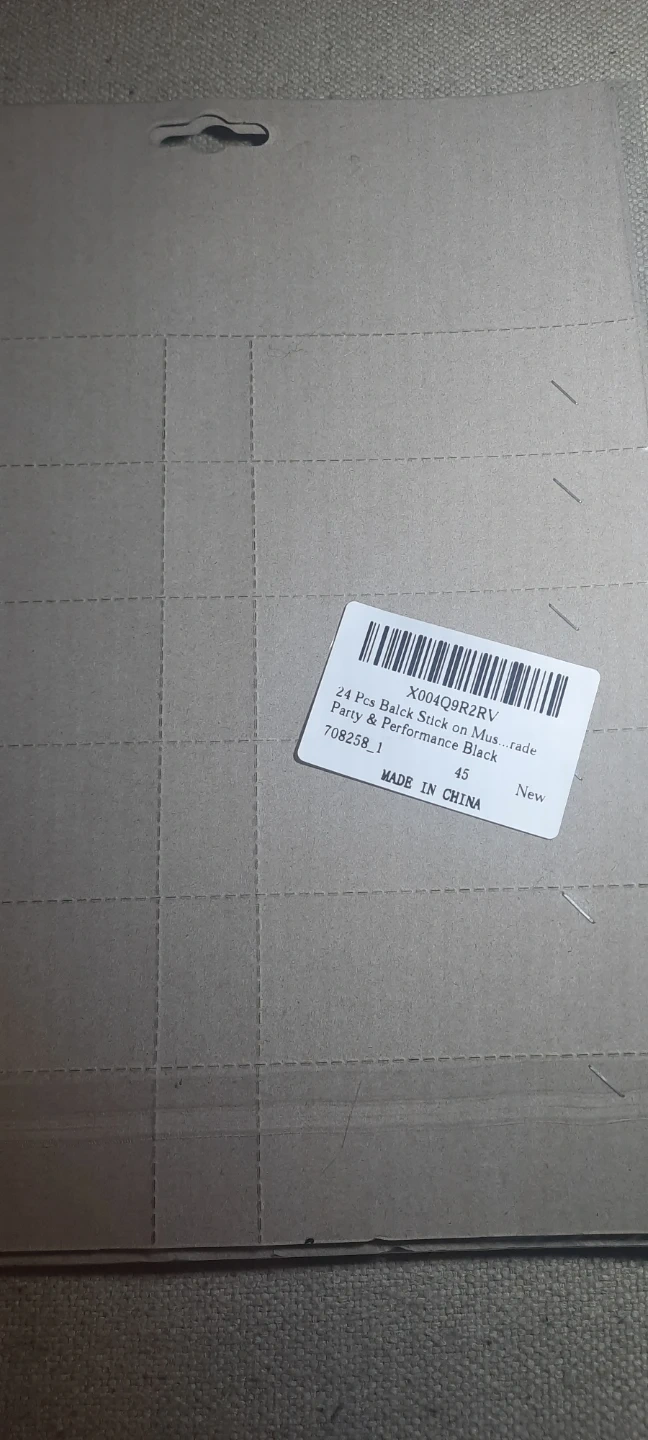 X004Q9R2RV
24 Pcs Balck Stick on Mus...rade
Party & Performance Black
708258_1
45
New
MADE IN CHINA